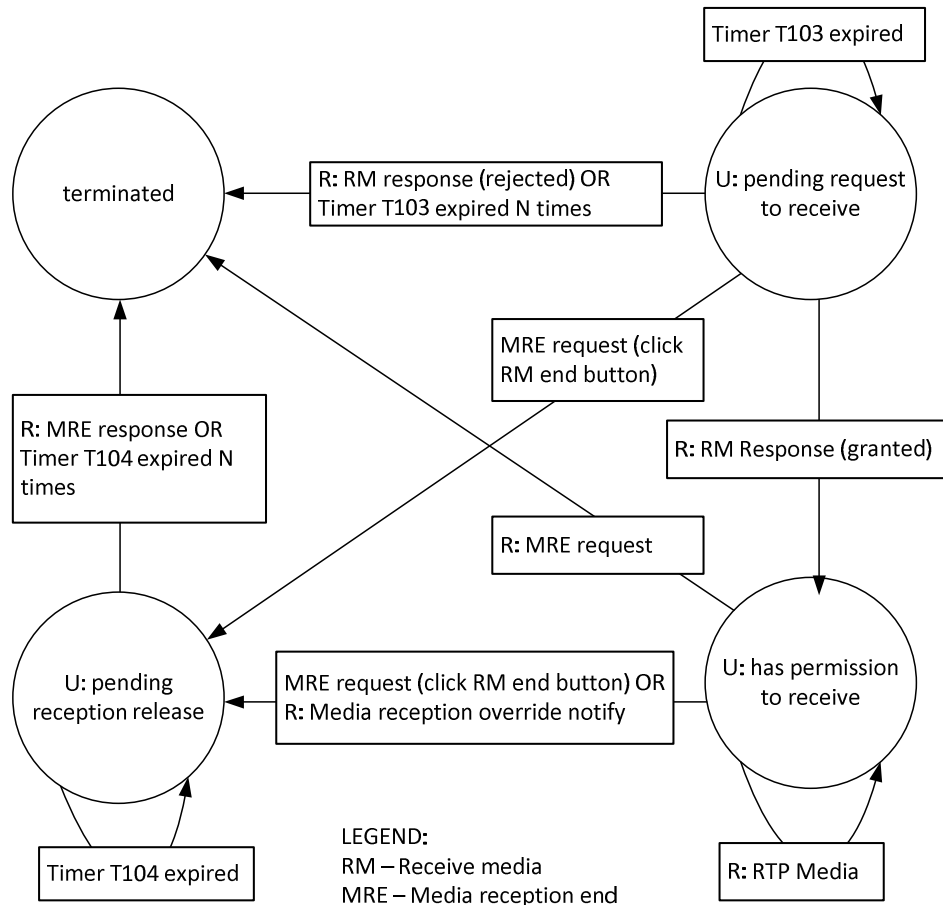 Timer T103 expired
terminated
R: RM response (rejected) OR
Timer T103 expired N times
U: pending request
to receive
MRE request (click
RM end button)
R: MRE response OR
Timer T104 expired N
times
R: RM Response (granted)
R: MRE request
U: pending
reception release
MRE request (click RM end button) OR
R: Media reception override notify
U: has permission
to receive
Timer T104 expired
R: RTP Media
LEGEND:
RM – Receive media
MRE – Media reception end